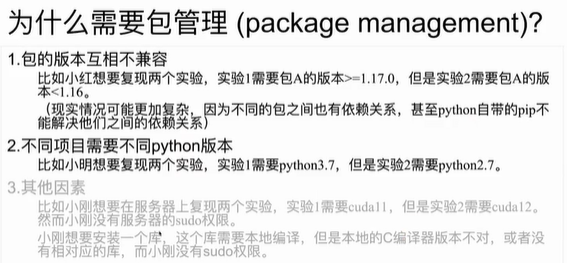 为什么需要包管理 (package management)?
1.包的版本互相不兼容
比如小红想要复现两个实验，实验1需要包A的版本>=1.17.0，但是实验2需要包A的版
本<1.16。
（现实情况可能更加复杂，因为不同的包之间也有依赖关系，甚至python自带的pip不
能解决他们之间的依赖关系）
2.不同项目需要不同python版本
比如小明想要复现两个实验，实验1需要python3.7，但是实验2需要python2.7。
3.其他因素
比如小刚想要在服务器上复现两个实验，实验1需要cuda11，但是实验2需要cuda12。
然而小刚没有服务器的sudo权限。
小刚想要安装一个库，这个库需要本地编译，但是本地的C编译器版本不对，或者没
有相对应的库，而小刚没有sudo权限。